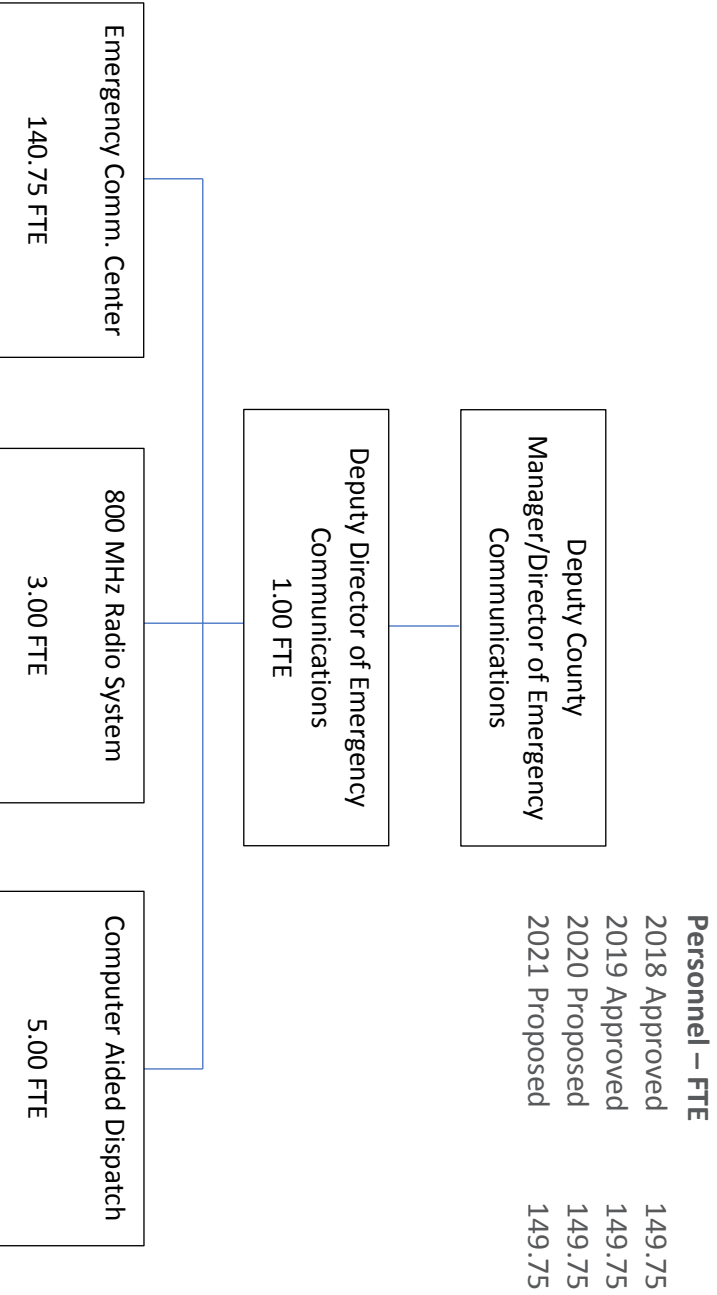 Personnel – FTE
2018 Approved 149.75
2019 Approved 149.75
2020 Proposed 149.75
2021 Proposed 149.75
Deputy County
Manager/Director of Emergency
Communications
Deputy Director of Emergency
Communications
1.00 FTE
Emergency Comm. Center
140.75 FTE
800 MHz Radio System
3.00 FTE
Computer Aided Dispatch
5.00 FTE